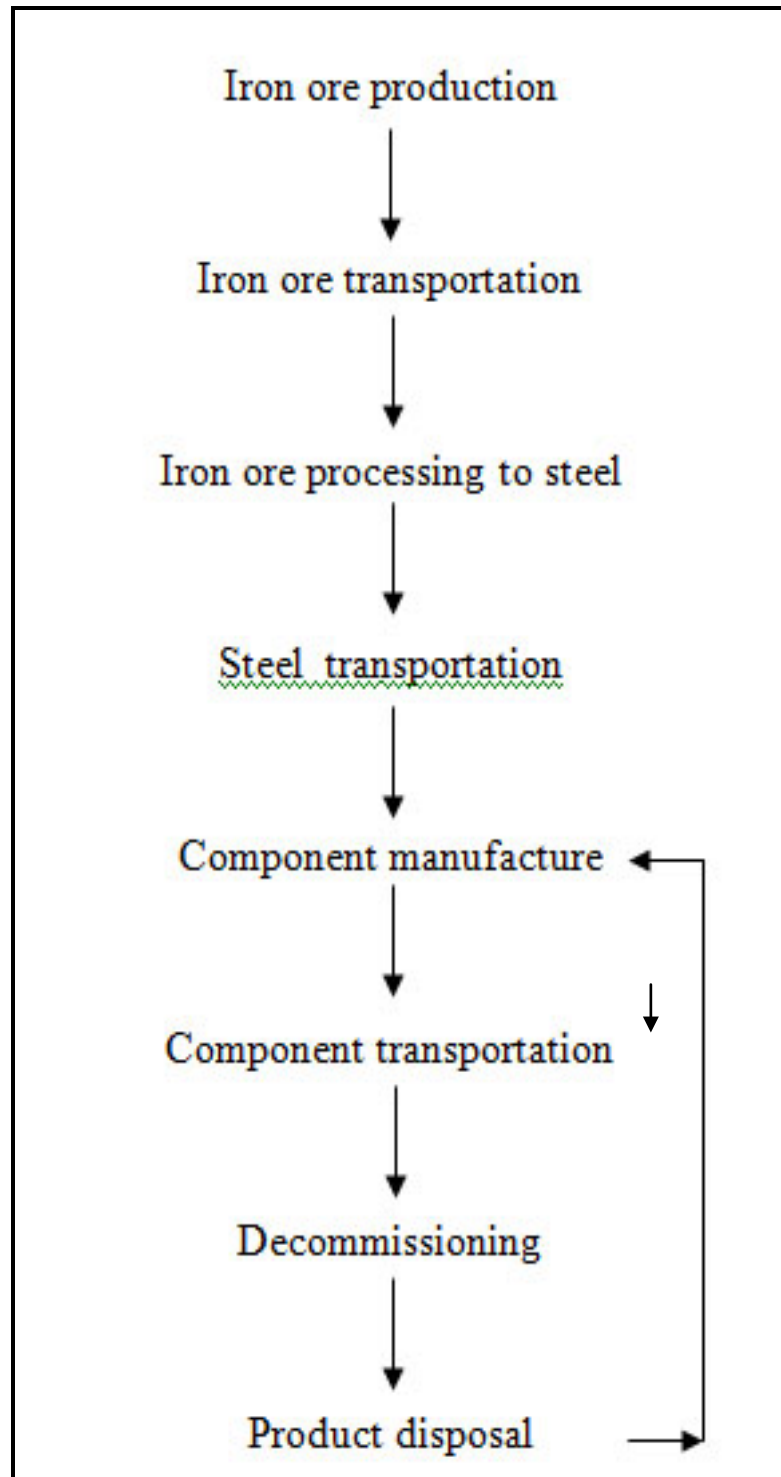 Iron ore production
Iron ore transportation
Iron ore processing to steel
Steel transportation
Component manufacture
Component transportation
Decommissioning
Product disposal